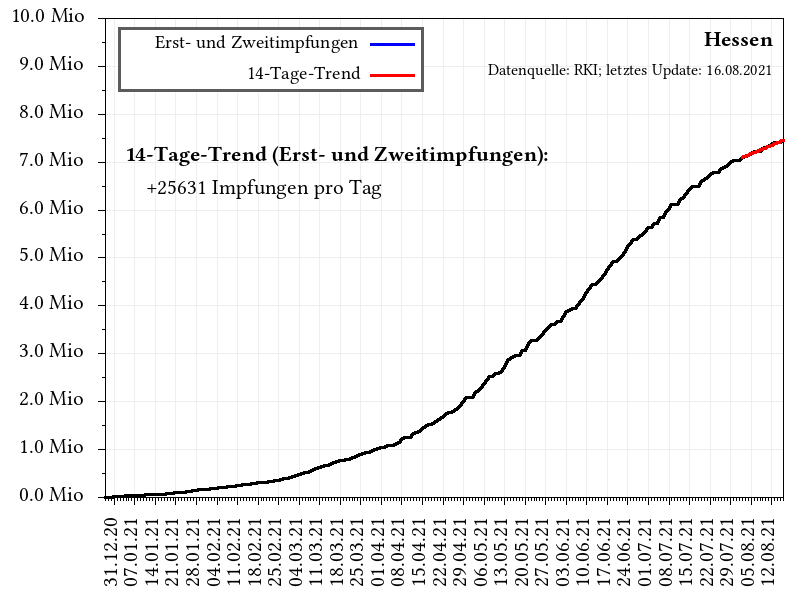 10.0 Mio
9.0 Mio
8.0 Mio
7.0 Mio
6.0 Mio
5.0 Mio
4.0 Mio
3.0 Mio
2.0 Mio
1.0 Mio
0.0 Mio
Erst- und Zweitimpfungen
14-Tage-Trend
Hessen
Datenquelle: RKI; letztes Update: 16.08.2021
14-Tage-Trend (Erst- und Zweitimpfungen):
+25631 Impfungen pro Tag
31.12.20
07.01.21
14.01.21
21.01.21
28.01.21
04.02.21
11.02.21
18.02.21
25.02.21
04.03.21
11.03.21
18.03.21
25.03.21
01.04.21
08.04.21
15.04.21
22.04.21
29.04.21
06.05.21
13.05.21
20.05.21
27.05.21
03.06.21
10.06.21
17.06.21
24.06.21
01.07.21
08.07.21
15.07.21
22.07.21
29.07.21
05.08.21
12.08.21